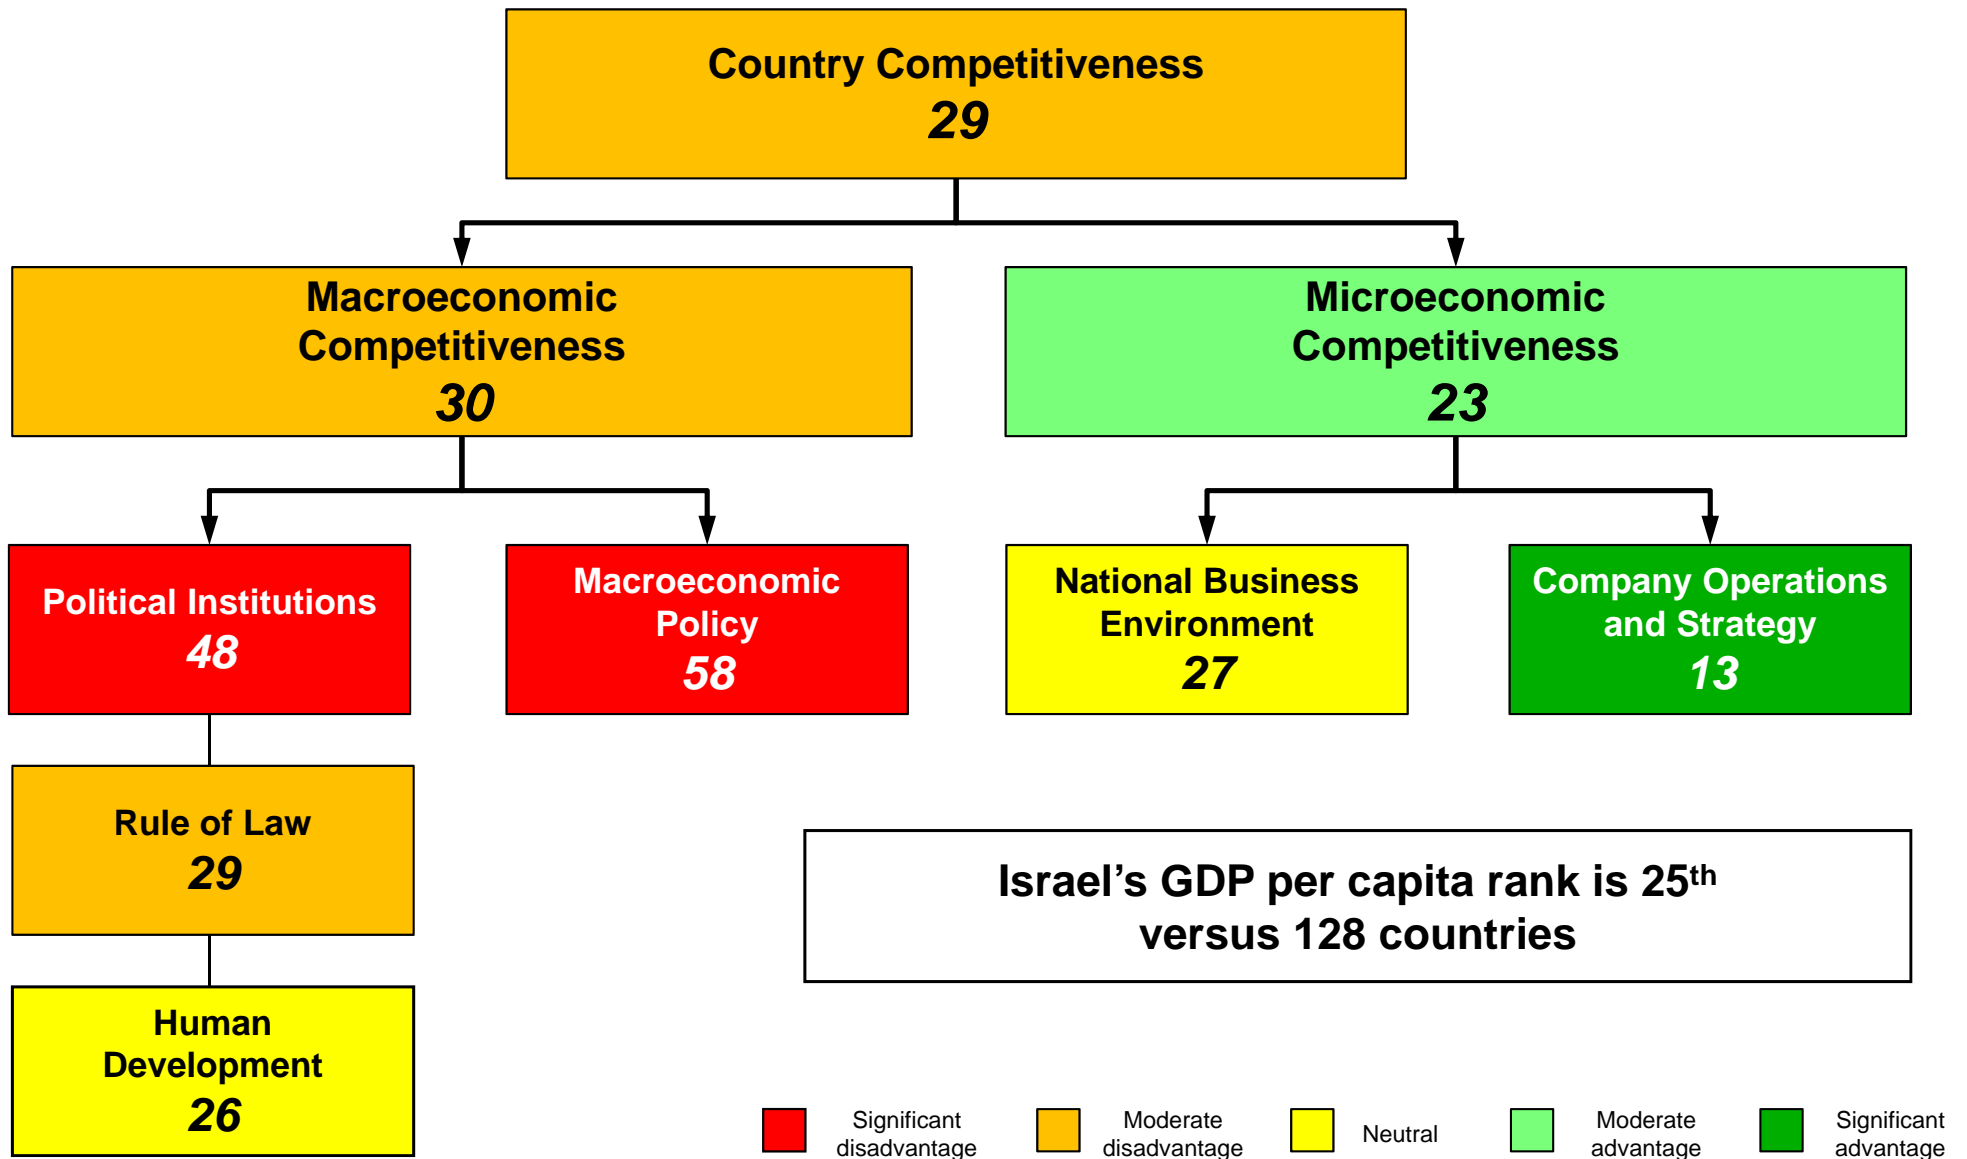 Country Competitiveness
29
Macroeconomic
Competitiveness
30
Microeconomic
Competitiveness
23
Political Institutions
48
Macroeconomic
Policy
58
National Business
Environment
27
Company Operations
and Strategy
13
Rule of Law
29
Israel’s GDP per capita rank is 25th
versus 128 countries
Human
Development
26
Significant
disadvantage
Moderate
disadvantage
Neutral
Moderate
advantage
Significant
advantage